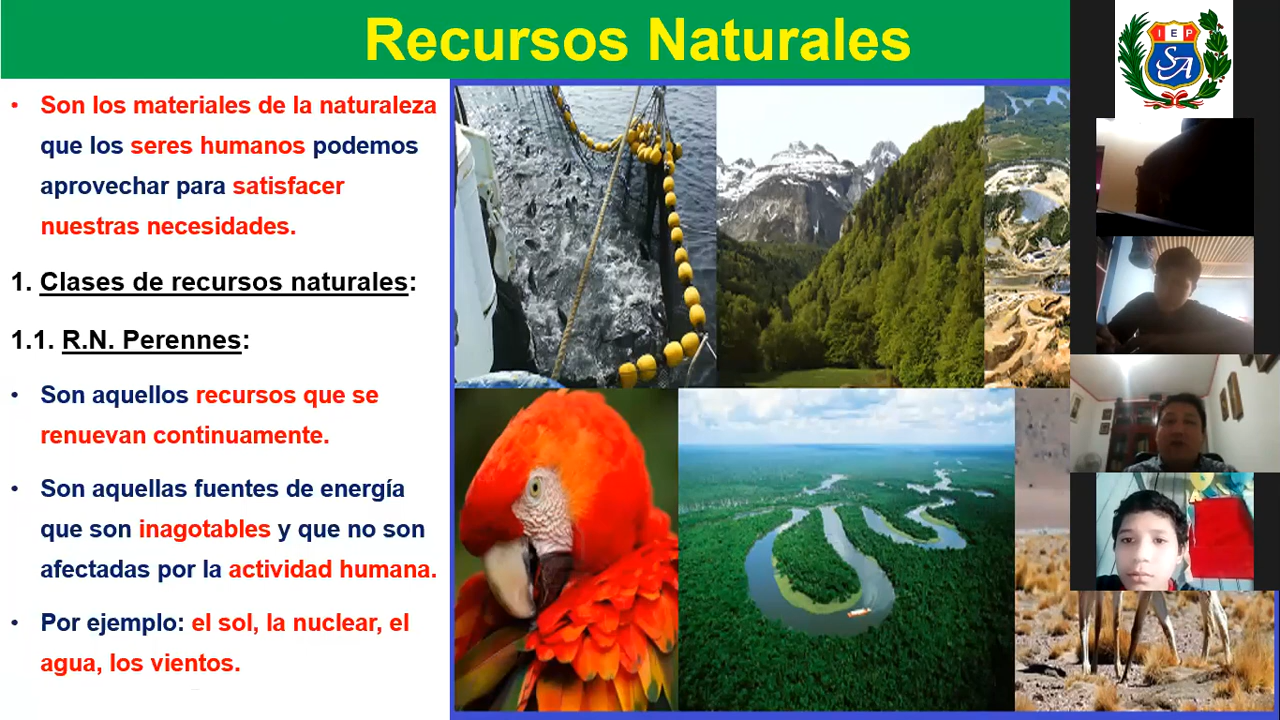 Recursos Naturales
• Son los materiales de la naturaleza
que los seres humanos podemos
aprovechar para satisfacer
nuestras necesidades.
1. Clases de recursos naturales:
1.1. R.N. Perennes:
• Son aquellos recursos que se
renuevan continuamente.
• Son aquellas fuentes de energía
que son inagotables y que no son
afectadas por la actividad humana.
• Por ejemplo: el sol, la nuclear, el
agua, los vientos.
I E P
SA